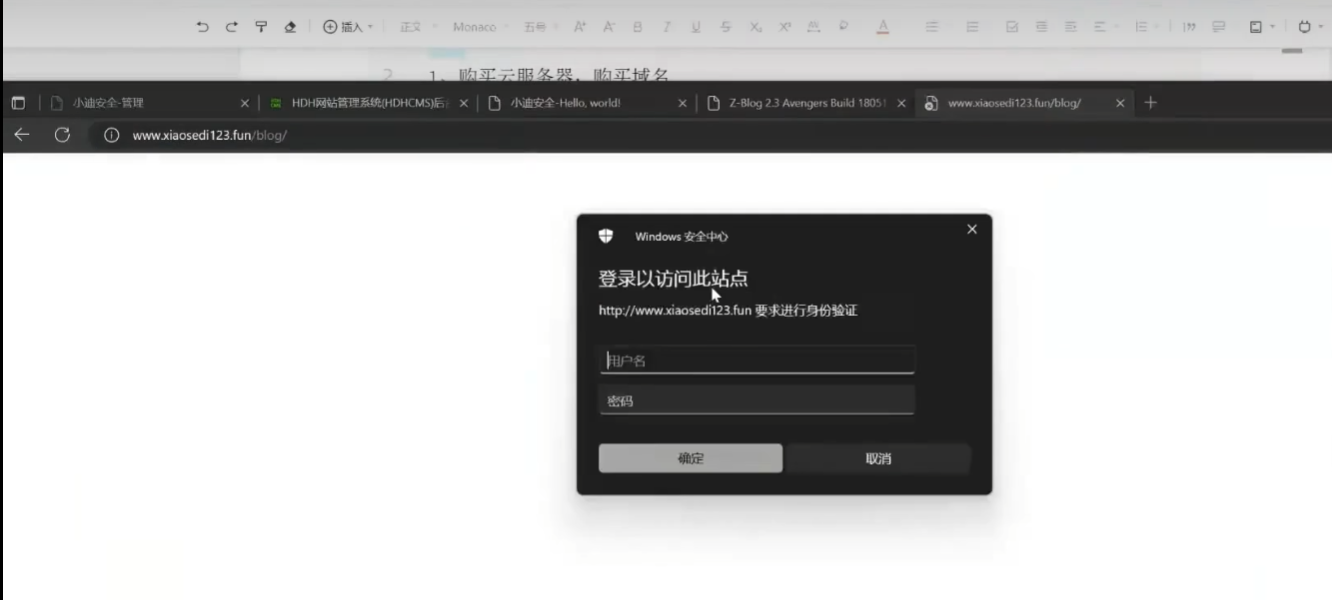 插入 正文 Monaco 五号 A⁺ A⁻ B I U S X₂ X² A
2 1、购买云服务器，购买域名
小迪安全-管理 HDH网站管理系统(HDHCMS)后 小迪安全-Hello, world! Z-Blog 2.3 Avengers Build 18051 www.xiaosedi123.fun/blog/
www.xiaosedi123.fun/blog/
Windows 安全中心
登录以访问此站点
http://www.xiaosedi123.fun 要求进行身份验证
用户名
密码
确定 取消